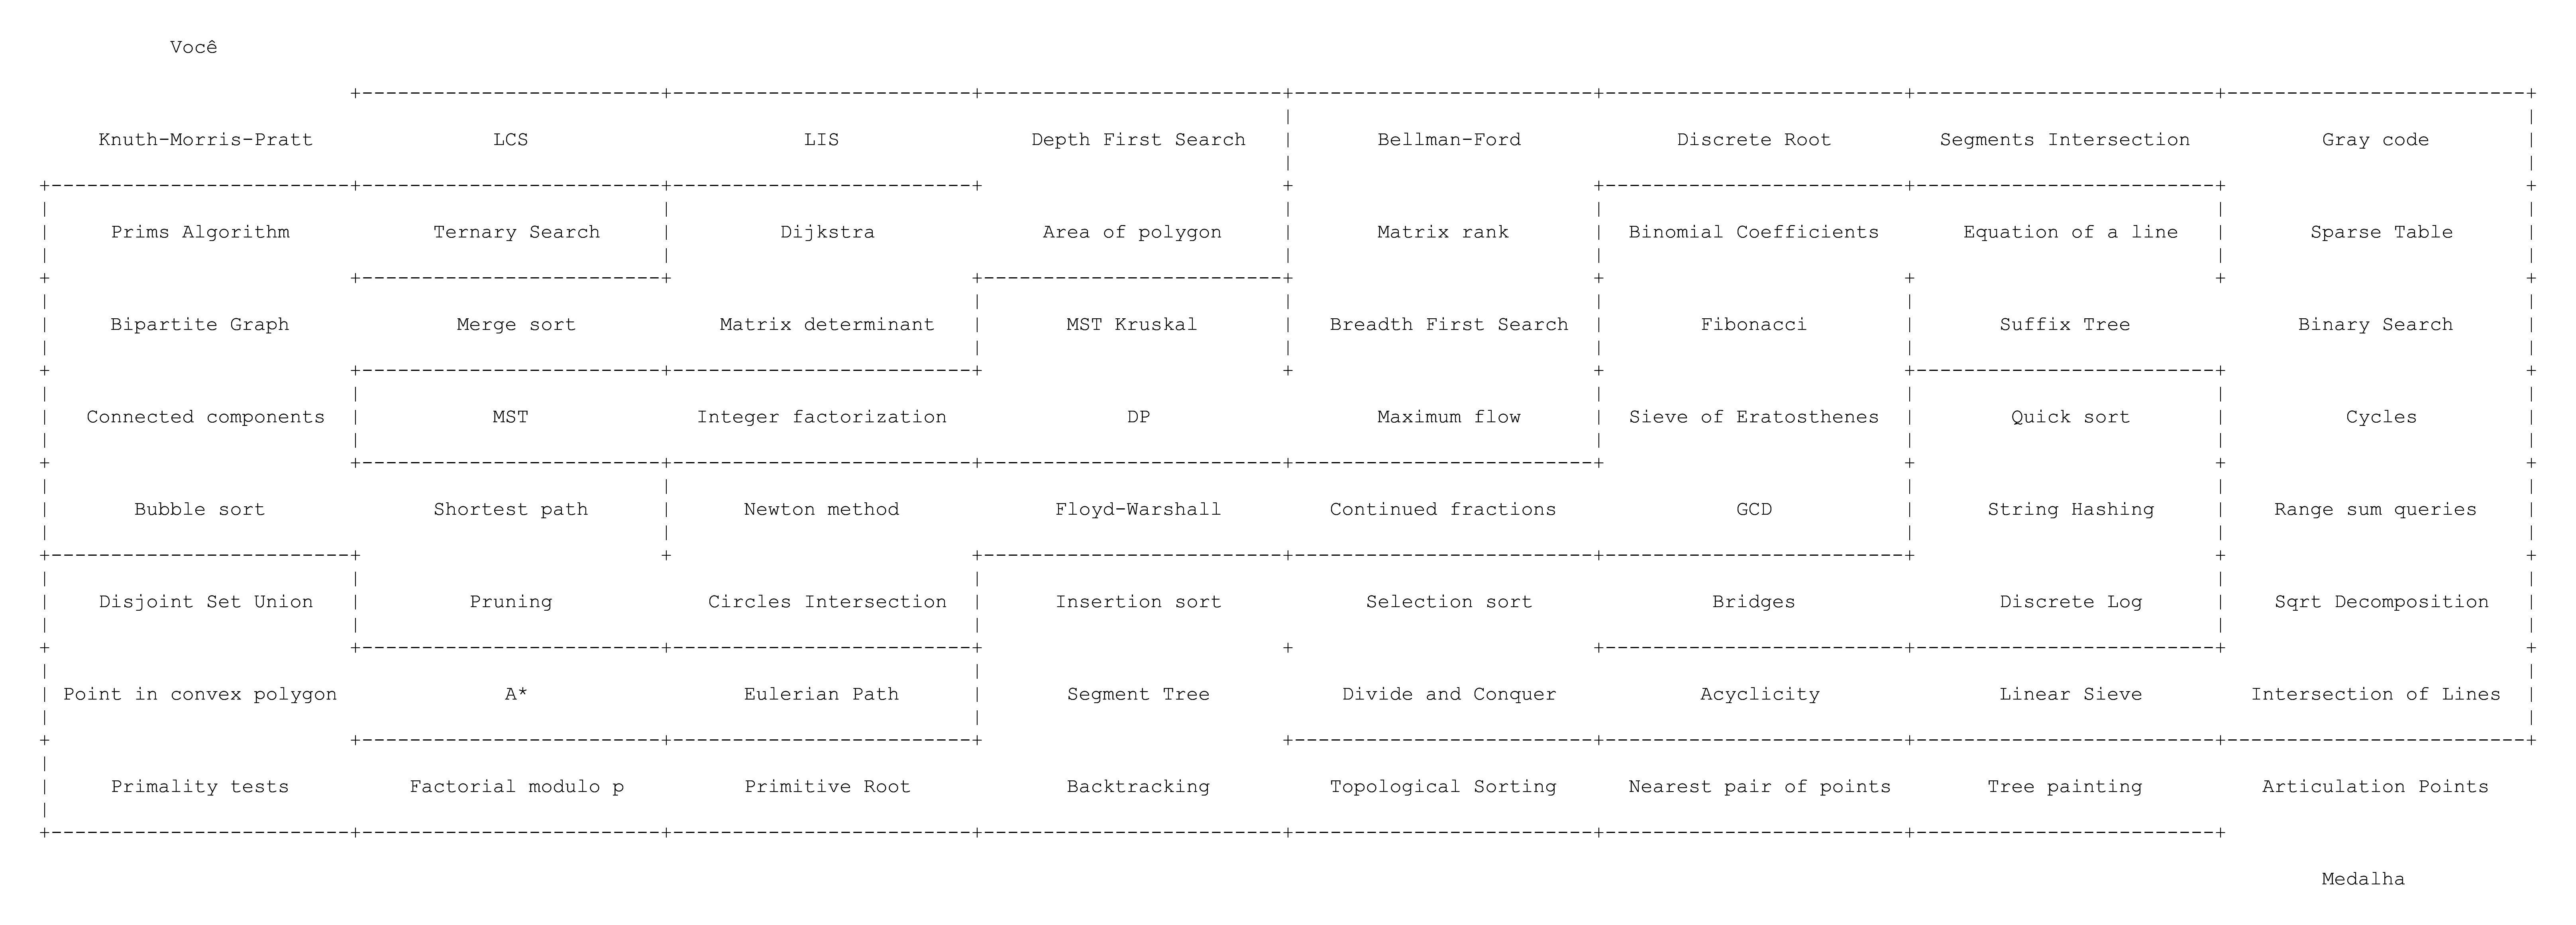 Você
Knuth-Morris-Pratt LCS LIS Depth First Search Bellman-Ford Discrete Root Segments Intersection Gray code
Prims Algorithm Ternary Search Dijkstra Area of polygon Matrix rank Binomial Coefficients Equation of a line Sparse Table
Bipartite Graph Merge sort Matrix determinant MST Kruskal Breadth First Search Fibonacci Suffix Tree Binary Search
Connected components MST Integer factorization DP Maximum flow Sieve of Eratosthenes Quick sort Cycles
Bubble sort Shortest path Newton method Floyd-Warshall Continued fractions GCD String Hashing Range sum queries
Disjoint Set Union Pruning Circles Intersection Insertion sort Selection sort Bridges Discrete Log Sqrt Decomposition
Point in convex polygon A* Eulerian Path Segment Tree Divide and Conquer Acyclicity Linear Sieve Intersection of Lines
Primality tests Factorial modulo p Primitive Root Backtracking Topological Sorting Nearest pair of points Tree painting Articulation Points
Medalha